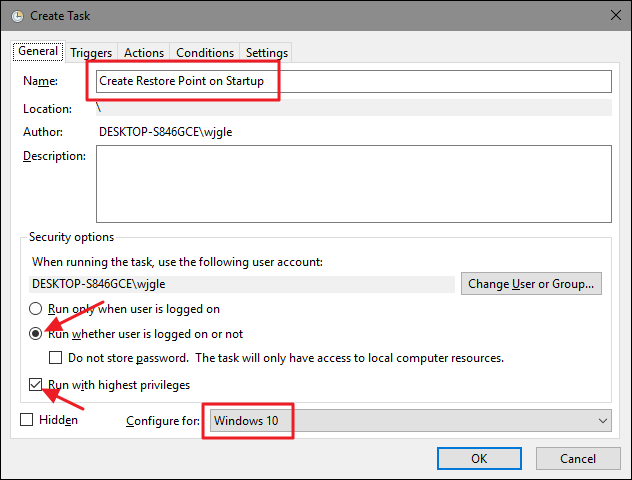 Create Task
General Triggers Actions Conditions Settings
Name: Create Restore Point on Startup
Location: \
Author: DESKTOP-S846GCE\wjgle
Description:
Security options
When running the task, use the following user account:
DESKTOP-S846GCE\wjgle Change User or Group...
Run only when user is logged on
Run whether user is logged on or not
Do not store password. The task will only have access to local computer resources.
Run with highest privileges
Hidden Configure for: Windows 10
OK Cancel